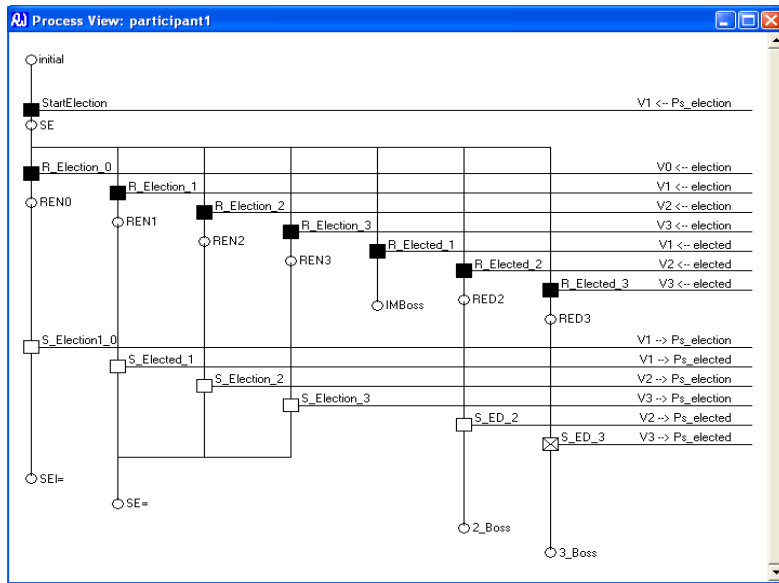 Process View: participant1
initial
StartElection V1 <-- Ps_election
SE
R_Election_0 V0 <-- election
R_Election_1 V1 <-- election
REN0 R_Election_2 V2 <-- election
REN1 R_Election_3 V3 <-- election
REN2 R_Elected_1 V1 <-- elected
REN3 R_Elected_2 V2 <-- elected
R_Elected_3 V3 <-- elected
IMBoss RED2
RED3
S_Election1_0 V1 --> Ps_election
S_Elected_1 V1 --> Ps_elected
S_Election_2 V2 --> Ps_election
S_Election_3 V3 --> Ps_election
S_ED_2 V2 --> Ps_elected
S_ED_3 V3 --> Ps_elected
SEI=
SE=
2_Boss
3_Boss